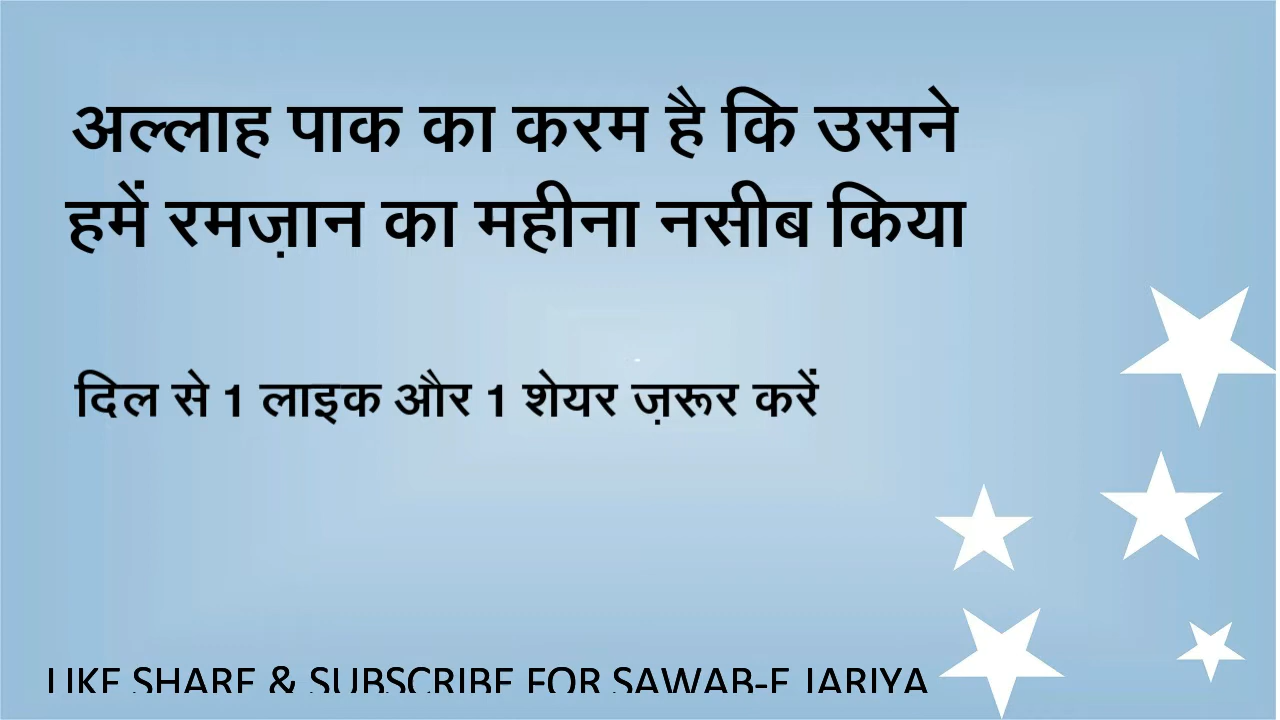 अल्लाह पाक का करम है कि उसने
हमें रमज़ान का महीना नसीब किया
दिल से 1 लाइक और 1 शेयर ज़रूर करें
LIKE SHARE & SUBSCRIBE FOR SAWAB-E JARIYA